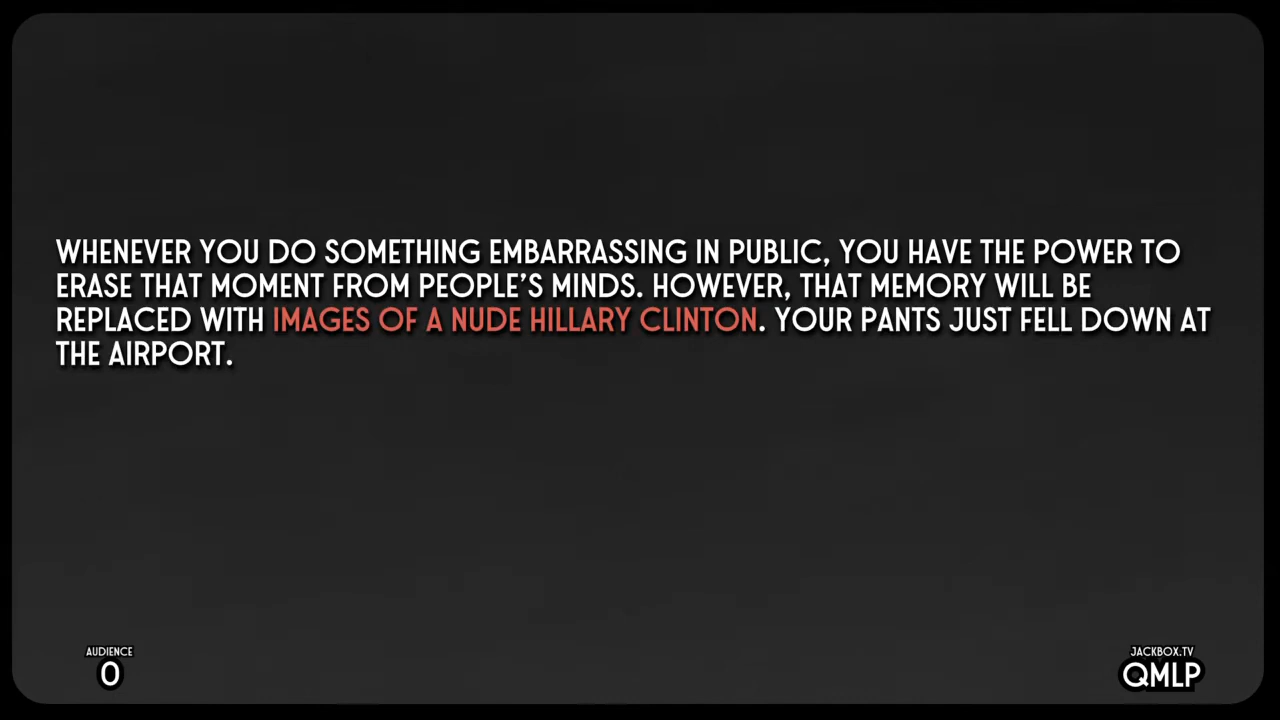 WHENEVER YOU DO SOMETHING EMBARRASSING IN PUBLIC, YOU HAVE THE POWER TO
ERASE THAT MOMENT FROM PEOPLE'S MINDS. HOWEVER, THAT MEMORY WILL BE
REPLACED WITH IMAGES OF A NUDE HILLARY CLINTON. YOUR PANTS JUST FELL DOWN AT
THE AIRPORT.
AUDIENCE
0
JACKBOX.TV
QMLP